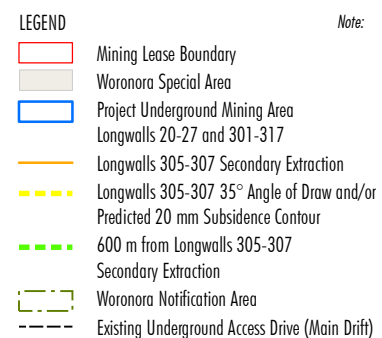 LEGEND
Note:
Mining Lease Boundary
Woronora Special Area
Project Underground Mining Area
Longwalls 20-27 and 301-317
Longwalls 305-307 Secondary Extraction
Longwalls 305-307 35° Angle of Draw and/or
Predicted 20 mm Subsidence Contour
600 m from Longwalls 305-307
Secondary Extraction
Woronora Notification Area
Existing Underground Access Drive (Main Drift)